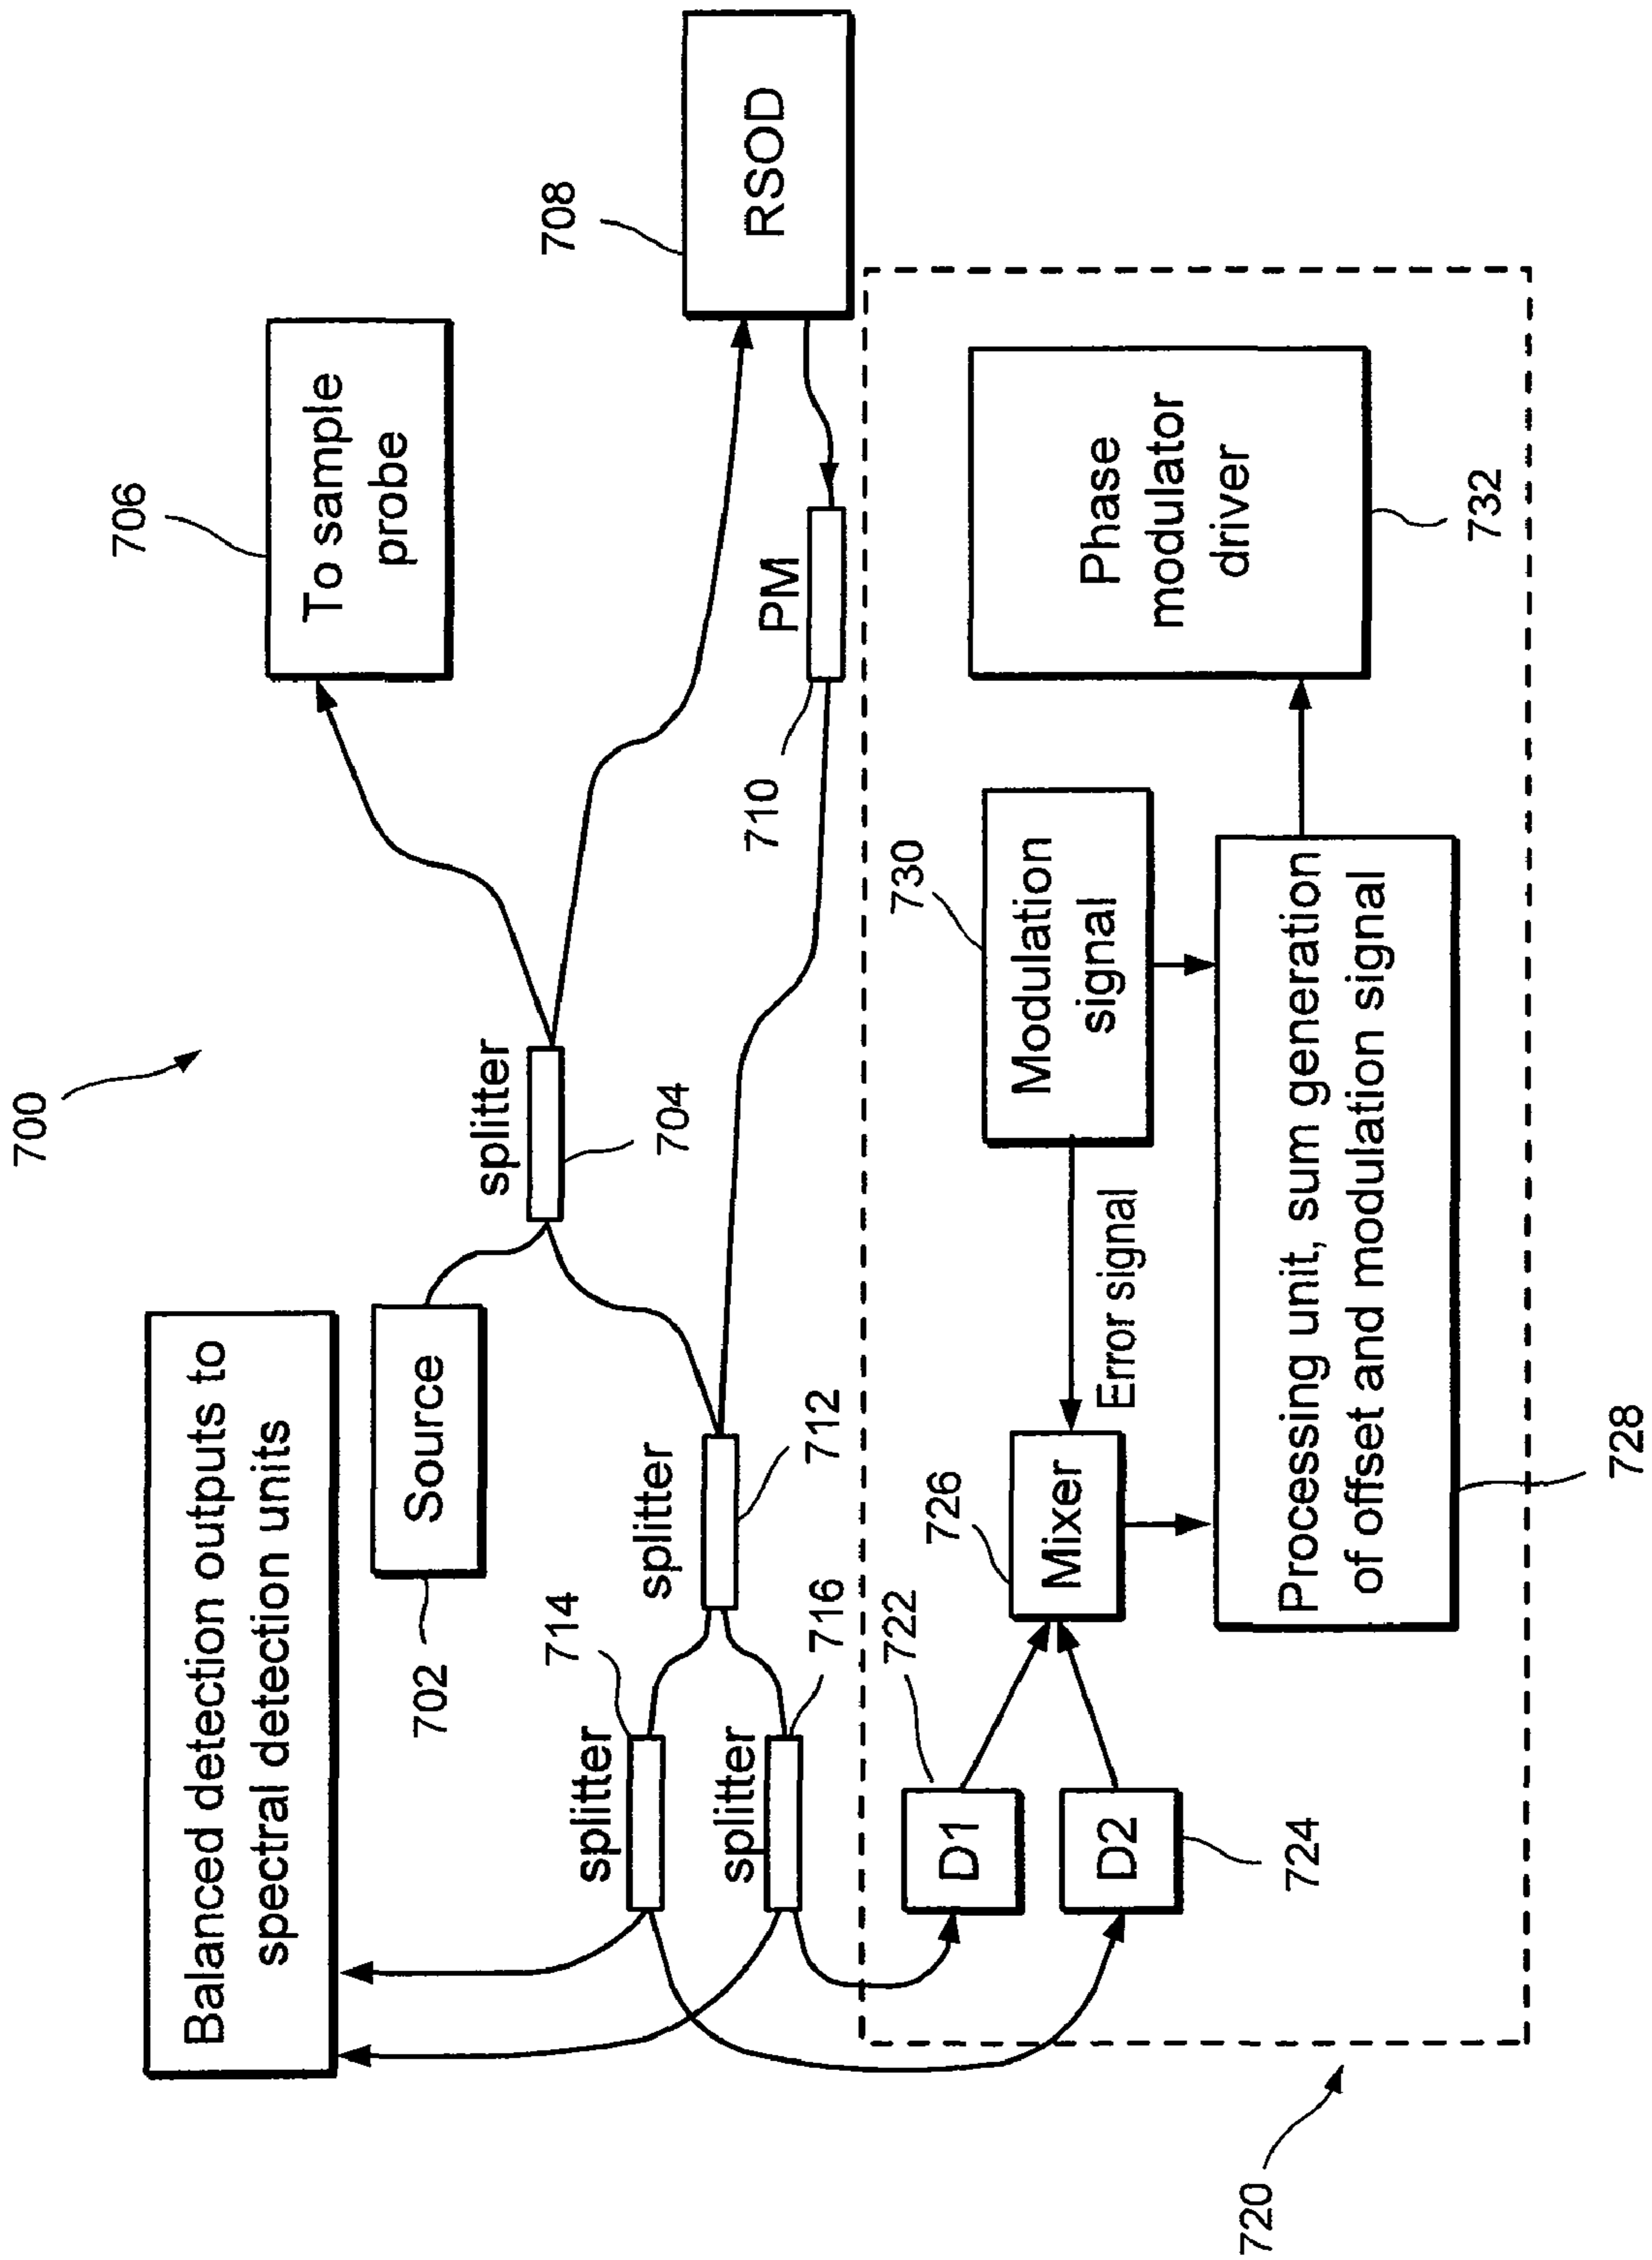 700
706
To sample
probe
708
RSOD
splitter
704
Balanced detection outputs to
spectral detection units
Source
702
PM
710
splitter
712
714
splitter
716
splitter
722
D1
D2
724
726
Mixer
Error signal
730
Modulation
signal
Phase
modulator
driver
732
Processing unit, sum generation
of offset and modulation signal
728
720